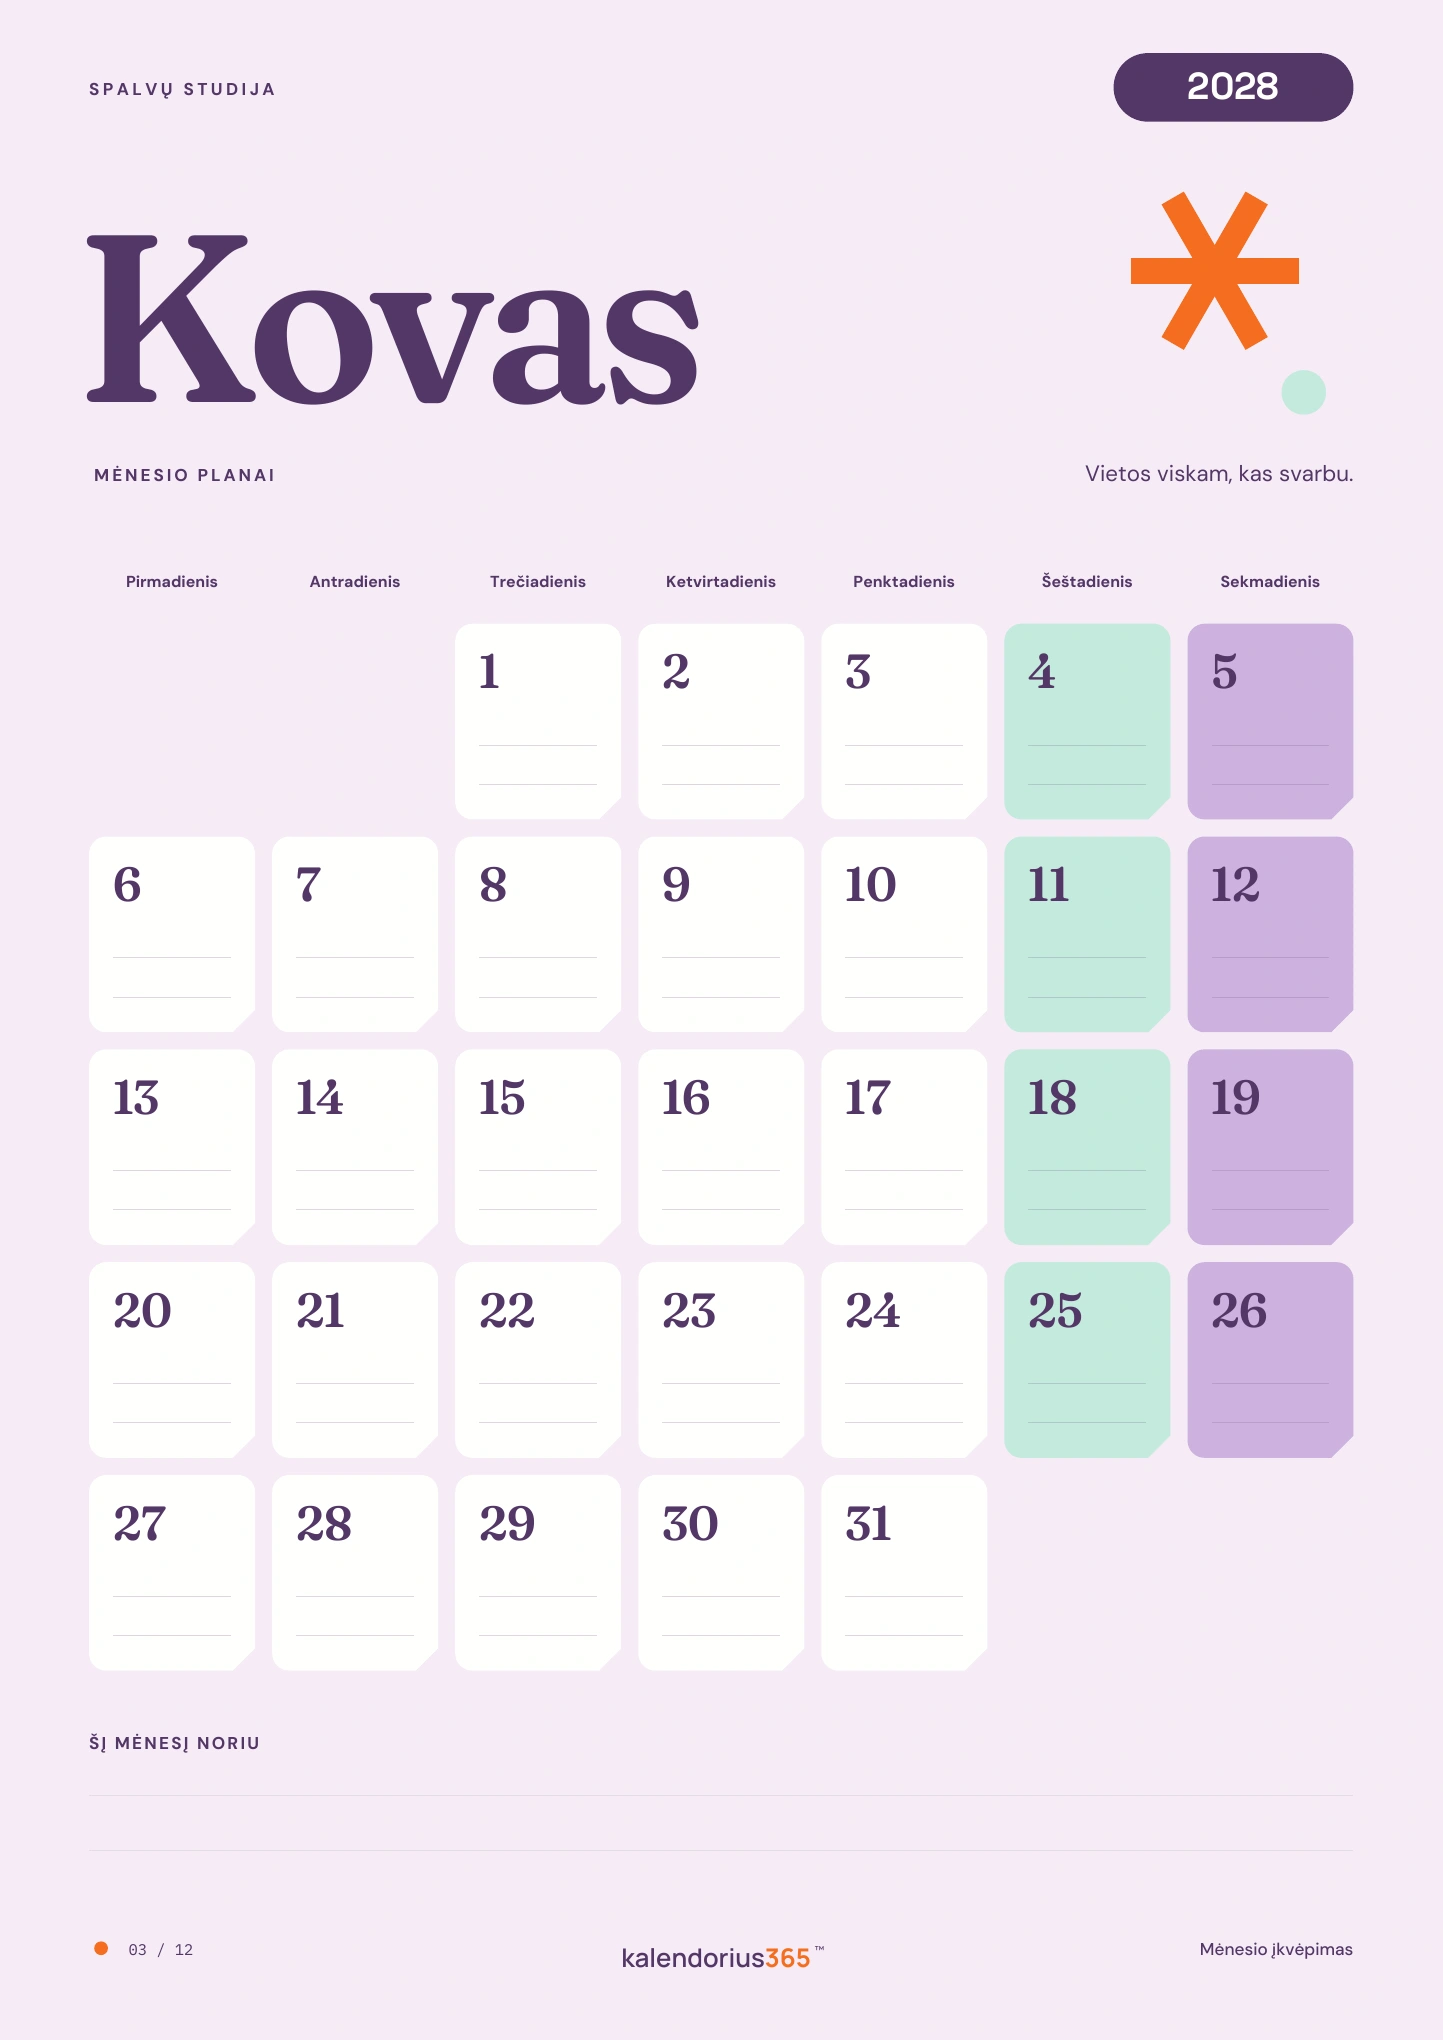 SPALVŲ STUDIJA
2028
Kovas
MĖNESIO PLANAI
Vietos viskam, kas svarbu.
Pirmadienis Antradienis Trečiadienis Ketvirtadienis Penktadienis Šeštadienis Sekmadienis
1 2 3 4 5
6 7 8 9 10 11 12
13 14 15 16 17 18 19
20 21 22 23 24 25 26
27 28 29 30 31
ŠĮ MĖNESĮ NORIU
03 / 12
kalendorius365™
Mėnesio įkvėpimas